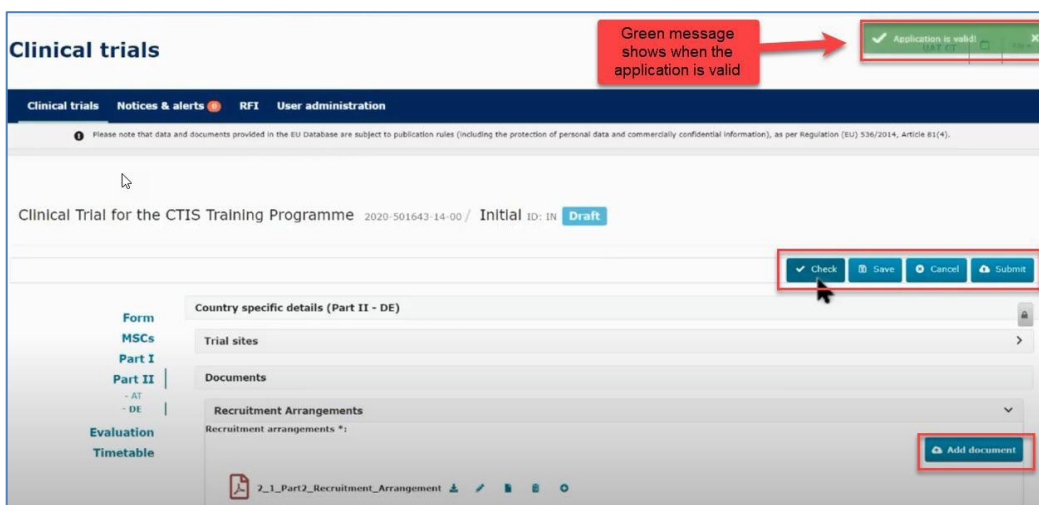 Clinical trials
Green message
shows when the
application is valid
Application is valid!
Clinical trials Notices & alerts RFI User administration
Please note that data and documents provided in the EU Database are subject to publication rules (including the protection of personal data and commercially confidential information), as per Regulation (EU) 536/2014, Article 81(4).
Clinical Trial for the CTIS Training Programme 2020-501643-14-00 / Initial ID: IN Draft
Check Save Cancel Submit
Country specific details (Part II - DE)
Form
MSCs
Trial sites
Part I
Part II
Documents
- AT
- DE
Recruitment Arrangements
Evaluation
Recruitment arrangements *:
Timetable
Add document
2_1_Part2_Recruitment_Arrangement